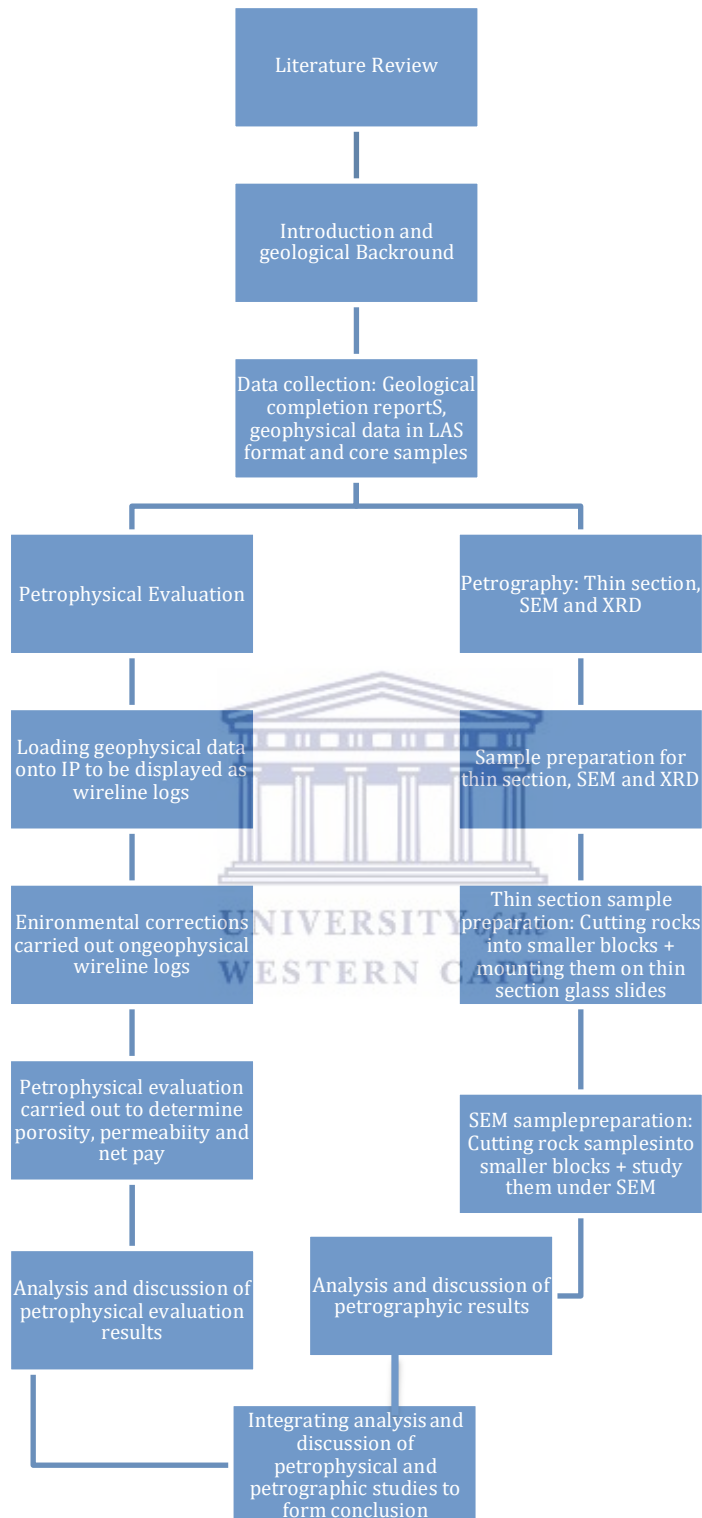 Literature Review
Introduction and
geological Backround
Data collection: Geological
completion reportS,
geophysical data in LAS
format and core samples
Petrophysical Evaluation
Loading geophysical data
onto IP to be displayed as
wireline logs
Enironmental corrections
carried out ongeophysical
wireline logs
Petrophysical evaluation
carried out to determine
porosity, permeabiity and
net pay
Analysis and discussion of
petrophysical evaluation
results
Petrography: Thin section,
SEM and XRD
Sample preparation for
thin section, SEM and XRD
Thin section sample
preparation: Cutting rocks
into smaller blocks +
mounting them on thin
section glass slides
SEM samplepreparation:
Cutting rock samplesinto
smaller blocks + study
them under SEM
Analysis and discussion of
petrographyic results
Integrating analysis and
discussion of
petrophysical and
petrographic studies to
form conclusion
UNIVERSITY of the
WESTERN CAPE